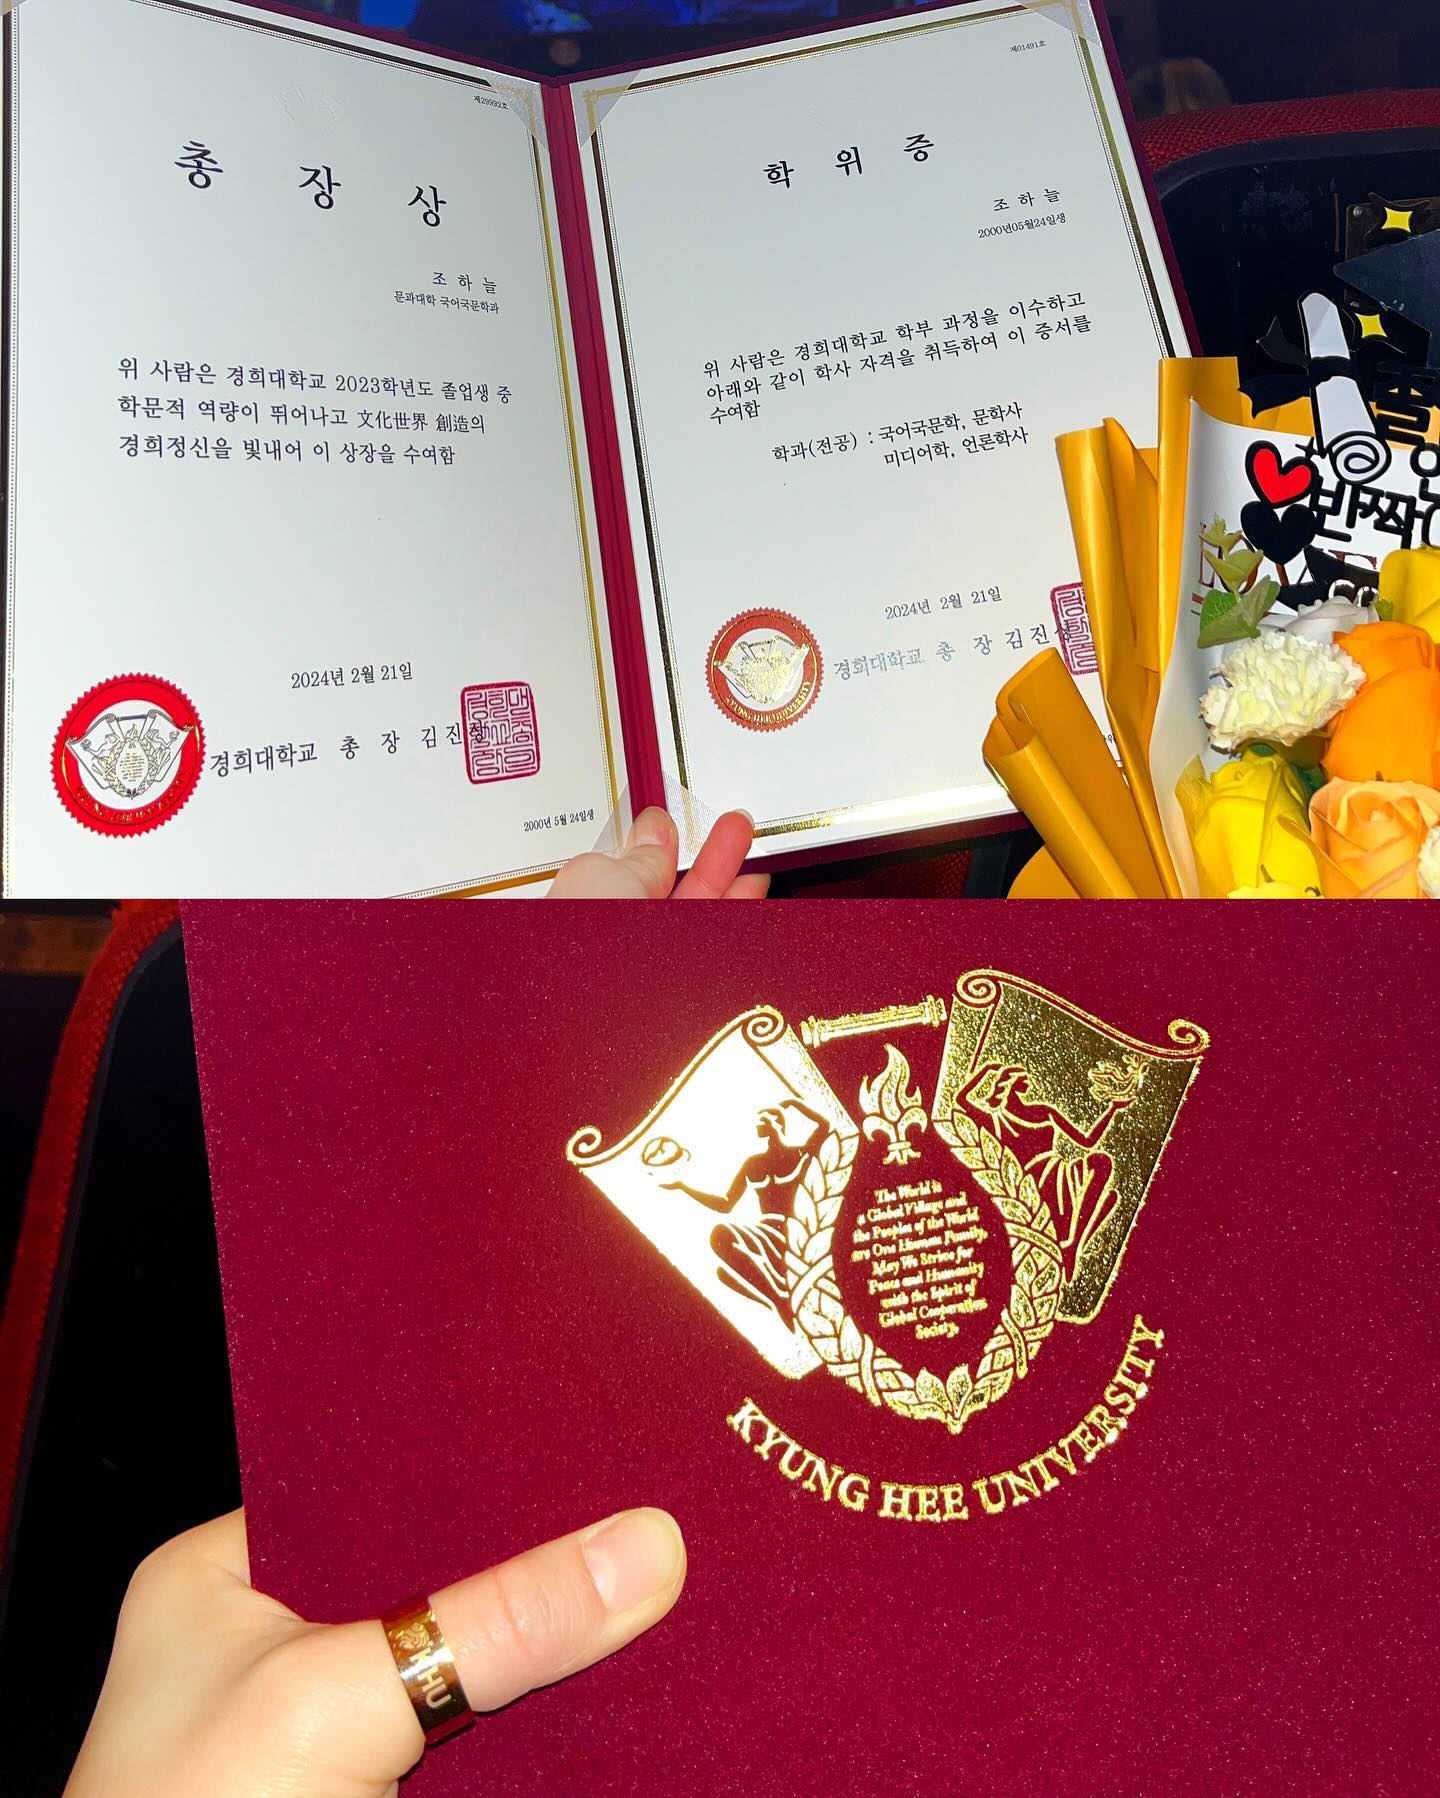 제29992호
총 장 상
조 하 늘
문과대학 국어국문학과
위 사람은 경희대학교 2023학년도 졸업생 중
학문적 역량이 뛰어나고 文化世界 創造의
경희정신을 빛내어 이 상장을 수여함
2024년 2월 21일
경희대학교 총 장 김 진 상
2000년 5월 24일생
제01491호
학 위 증
조 하 늘
2000년05월24일생
위 사람은 경희대학교 학부 과정을 이수하고
아래와 같이 학사 자격을 취득하여 이 증서를
수여함
학과(전공) : 국어국문학, 문학사
미디어학, 언론학사
2024년 2월 21일
KYUNG HEE UNIVERSITY
경희대학교 총 장 김 진 상
반짝
The World is
a Global Village and
the Peoples of the World
are One Human Family.
May We Strive for
Peace and Humanity
with the Spirit of
Global Cooperation
Society.
KYUNG HEE UNIVERSITY
KHU